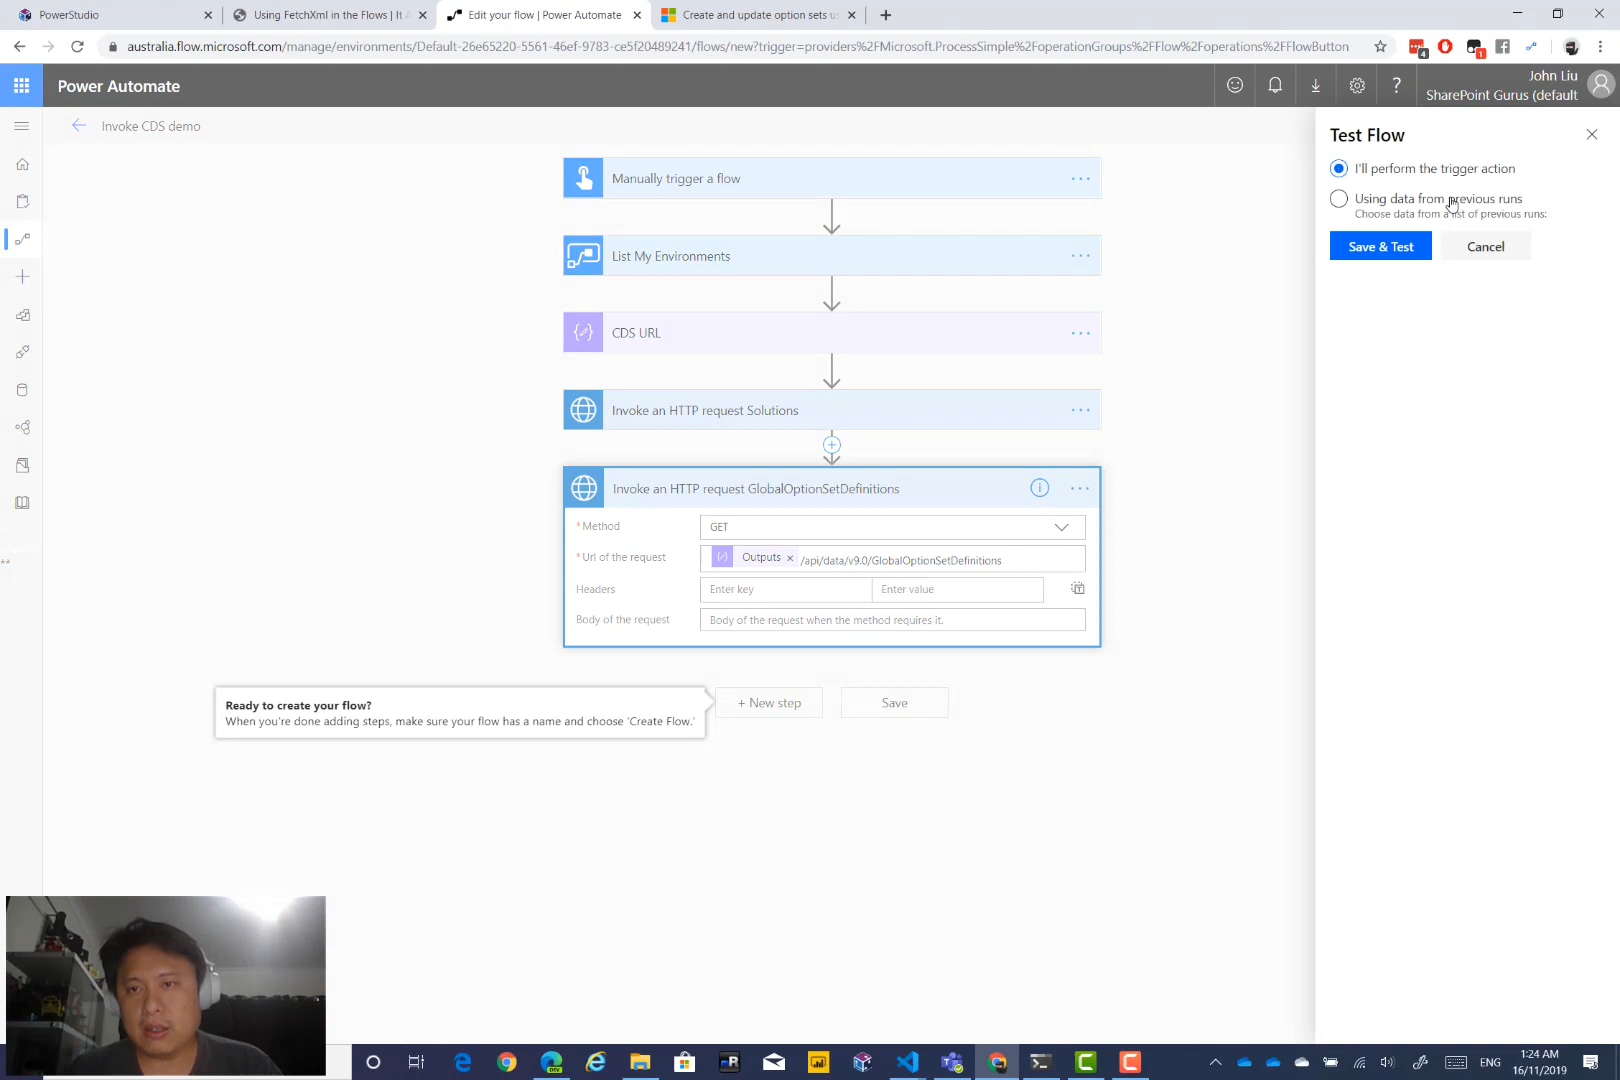 PowerStudio
Using FetchXml in the Flows | It A
Edit your flow | Power Automate
Create and update option sets u
australia.flow.microsoft.com/manage/environments/Default-26e65220-5561-46ef-9783-ce5f20489241/flows/new?trigger=providers%2FMicrosoft.ProcessSimple%2FoperationGroups%2FFlow%2Foperations%2FFlowButton
4
1
Power Automate
John Liu
SharePoint Gurus (default
Invoke CDS demo
Test Flow
I'll perform the trigger action
Using data from previous runs
Choose data from a list of previous runs:
Save & Test
Cancel
Manually trigger a flow
List My Environments
CDS URL
Invoke an HTTP request Solutions
Invoke an HTTP request GlobalOptionSetDefinitions
* Method
GET
* Url of the request
Outputs
/api/data/v9.0/GlobalOptionSetDefinitions
Headers
Enter key
Enter value
Body of the request
Body of the request when the method requires it.
Ready to create your flow?
When you're done adding steps, make sure your flow has a name and choose 'Create Flow.'
+ New step
Save
ENG
1:24 AM
16/11/2019